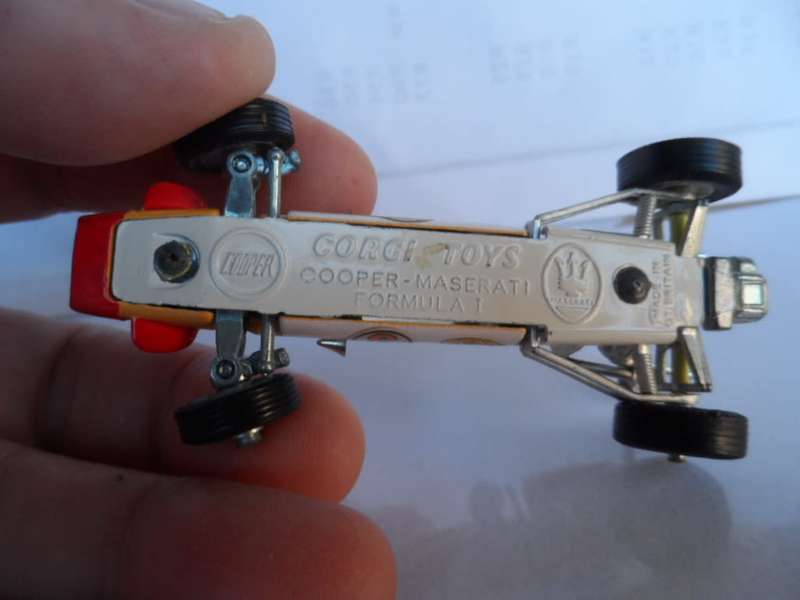 COOPER
CORGI TOYS
COOPER-MASERATI
FORMULA 1
MASERATI
MADE IN
GT. BRITAIN